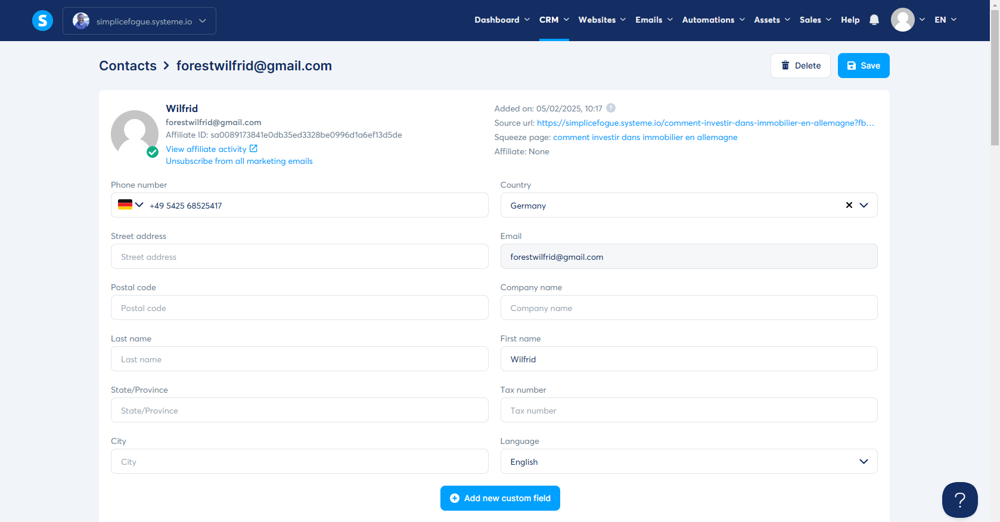 S
simplicefogue.systeme.io
Dashboard CRM Websites Emails Automations Assets Sales Help EN
Contacts > forestwilfrid@gmail.com
Delete Save
Wilfrid
forestwilfrid@gmail.com
Affiliate ID: sa0089173841e0db35ed3328be0996d1a6ef13d5de
View affiliate activity
Unsubscribe from all marketing emails
Added on: 05/02/2025, 10:17 ?
Source url: https://simplicefogue.systeme.io/comment-investir-dans-immobilier-en-allemagne?fb...
Squeeze page: comment investir dans immobilier en allemagne
Affiliate: None
Phone number Country
+49 5425 68525417 Germany
Street address Email
Street address forestwilfrid@gmail.com
Postal code Company name
Postal code Company name
Last name First name
Last name Wilfrid
State/Province Tax number
State/Province Tax number
City Language
City English
Add new custom field
?